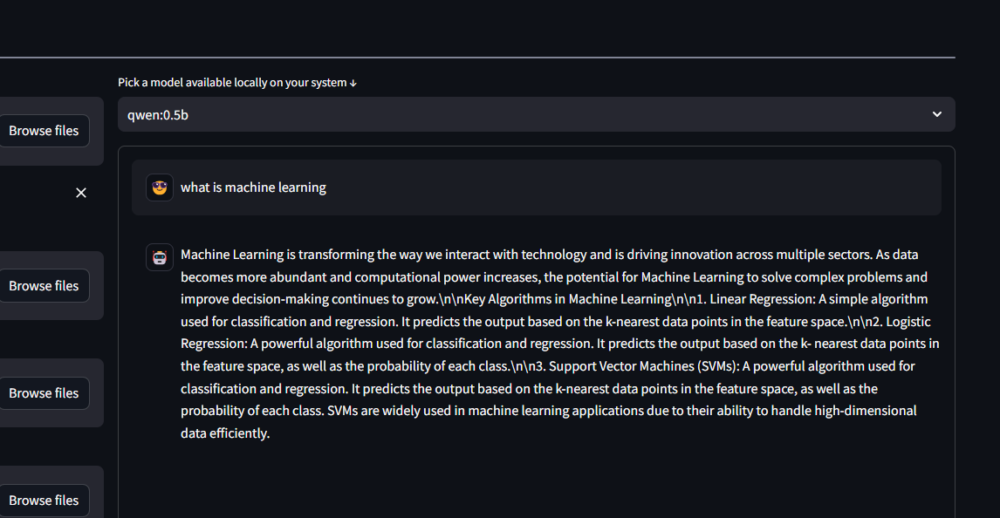 Pick a model available locally on your system ↓
qwen:0.5b
Browse files
what is machine learning
Machine Learning is transforming the way we interact with technology and is driving innovation across multiple sectors. As data
becomes more abundant and computational power increases, the potential for Machine Learning to solve complex problems and
improve decision-making continues to grow.\n\nKey Algorithms in Machine Learning\n\n1. Linear Regression: A simple algorithm
used for classification and regression. It predicts the output based on the k-nearest data points in the feature space.\n\n2. Logistic
Regression: A powerful algorithm used for classification and regression. It predicts the output based on the k- nearest data points in
the feature space, as well as the probability of each class.\n\n3. Support Vector Machines (SVMs): A powerful algorithm used for
classification and regression. It predicts the output based on the k-nearest data points in the feature space, as well as the
probability of each class. SVMs are widely used in machine learning applications due to their ability to handle high-dimensional
data efficiently.
Browse files
Browse files
Browse files